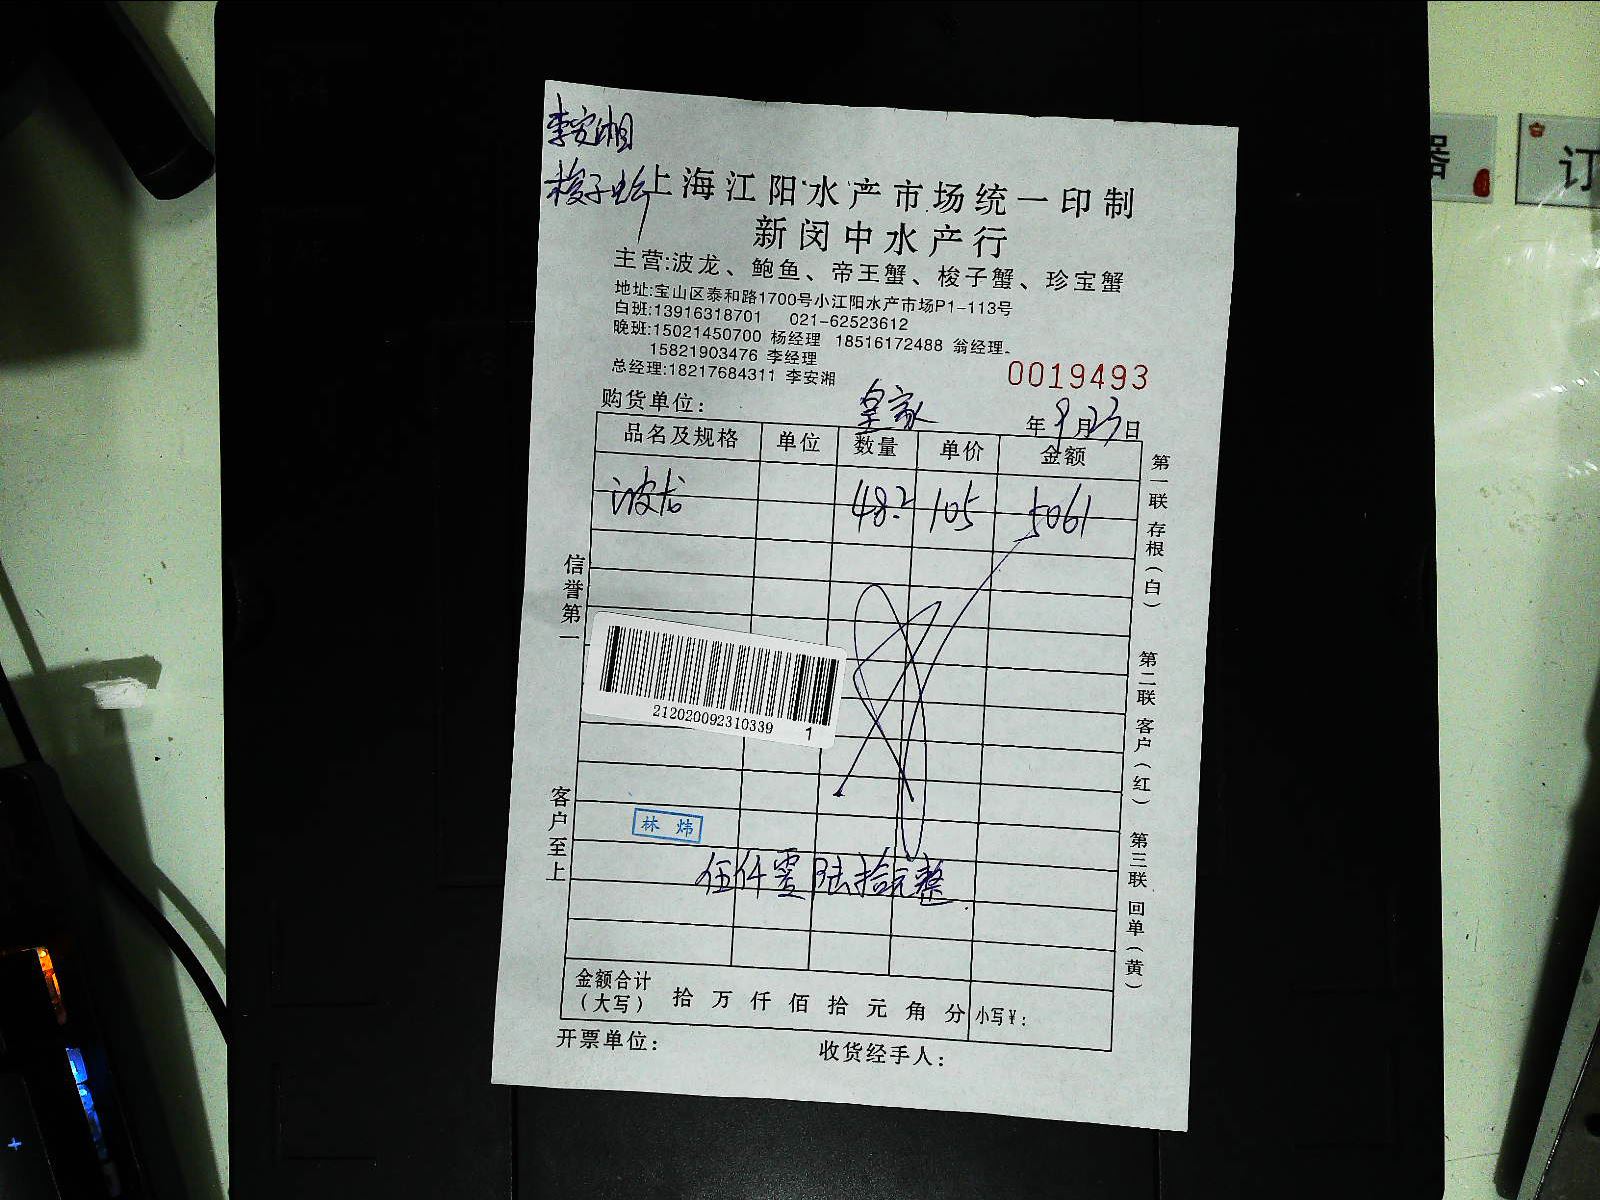 李安湘
梭子蟹
上海江阳水产市场统一印制
新闵中水产行
主营:波龙、鲍鱼、帝王蟹、梭子蟹、珍宝蟹
地址:宝山区泰和路1700号小江阳水产市场P1-113号
白班:13916318701 021-62523612
晚班:15021450700 杨经理 18516172488 翁经理
15821903476 李经理
总经理:18217684311 李安湘
0019493
购货单位: 皇家 年9月23日
品名及规格 单位 数量 单价 金额
波龙 48.2 105 5061
212020092310339 1
林炜
伍仟零陆拾元整
金额合计(大写) 拾 万 仟 佰 拾 元 角 分 小写¥:
开票单位: 收货经手人:
信誉第一
客户至上
第一联 存根(白)
第二联 客户(红)
第三联 回单(黄)
器
订